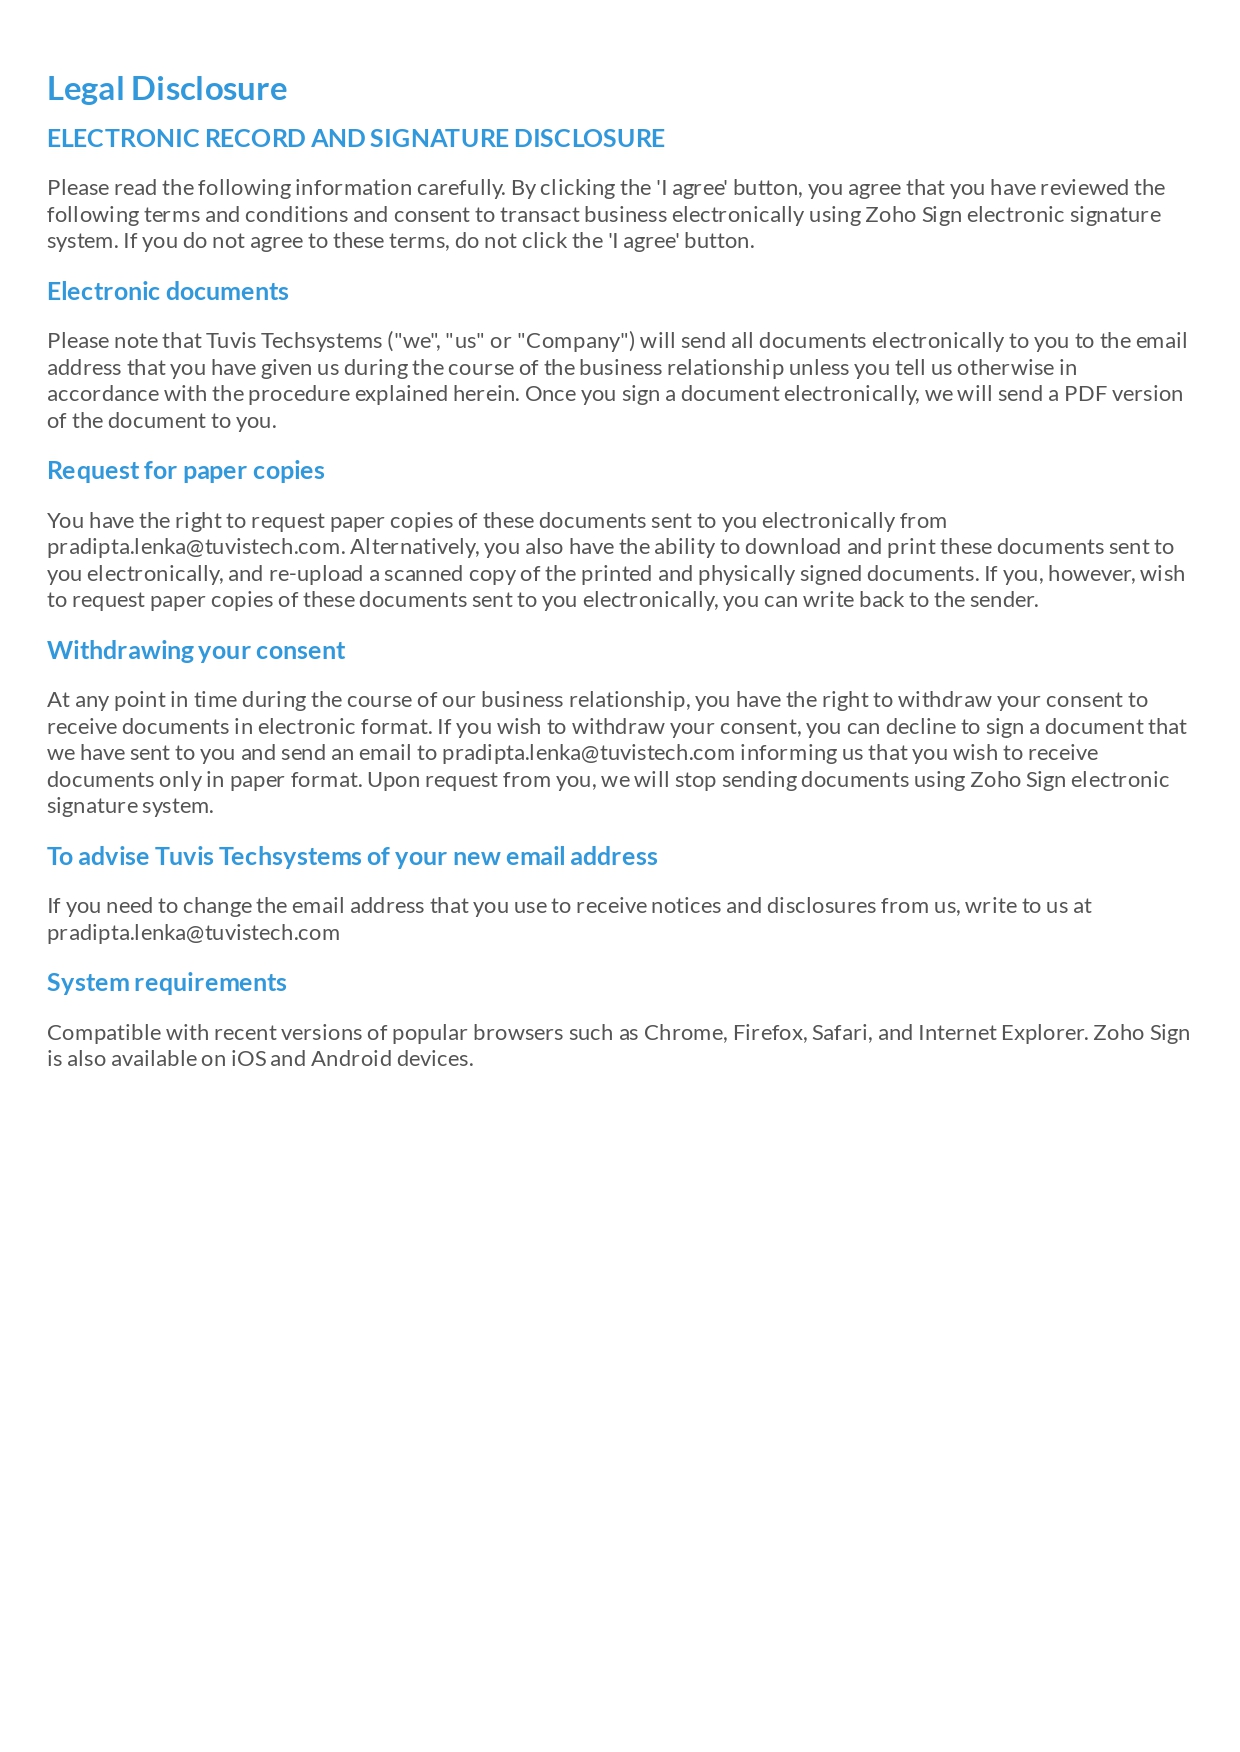 Legal Disclosure
ELECTRONIC RECORD AND SIGNATURE DISCLOSURE
Please read the following information carefully. By clicking the 'I agree' button, you agree that you have reviewed the
following terms and conditions and consent to transact business electronically using Zoho Sign electronic signature
system. If you do not agree to these terms, do not click the 'I agree' button.
Electronic documents
Please note that Tuvis Techsystems ("we", "us" or "Company") will send all documents electronically to you to the email
address that you have given us during the course of the business relationship unless you tell us otherwise in
accordance with the procedure explained herein. Once you sign a document electronically, we will send a PDF version
of the document to you.
Request for paper copies
You have the right to request paper copies of these documents sent to you electronically from
pradipta.lenka@tuvistech.com. Alternatively, you also have the ability to download and print these documents sent to
you electronically, and re-upload a scanned copy of the printed and physically signed documents. If you, however, wish
to request paper copies of these documents sent to you electronically, you can write back to the sender.
Withdrawing your consent
At any point in time during the course of our business relationship, you have the right to withdraw your consent to
receive documents in electronic format. If you wish to withdraw your consent, you can decline to sign a document that
we have sent to you and send an email to pradipta.lenka@tuvistech.com informing us that you wish to receive
documents only in paper format. Upon request from you, we will stop sending documents using Zoho Sign electronic
signature system.
To advise Tuvis Techsystems of your new email address
If you need to change the email address that you use to receive notices and disclosures from us, write to us at
pradipta.lenka@tuvistech.com
System requirements
Compatible with recent versions of popular browsers such as Chrome, Firefox, Safari, and Internet Explorer. Zoho Sign
is also available on iOS and Android devices.